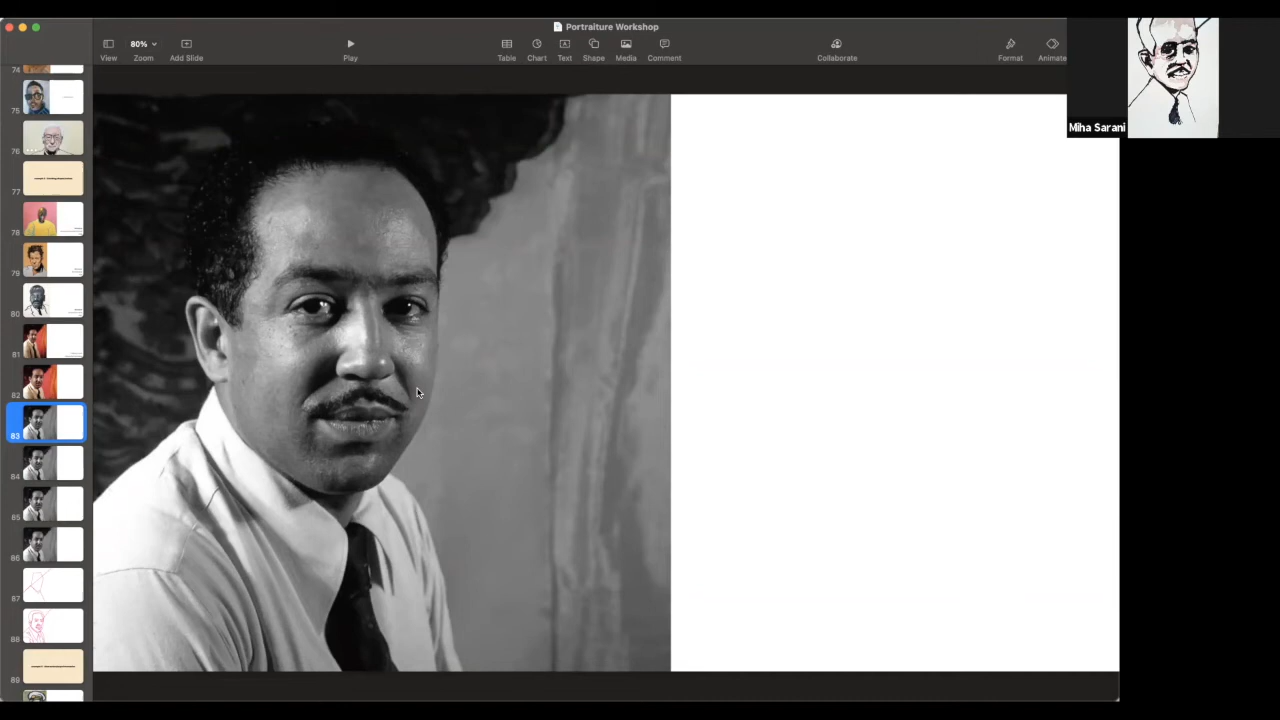 Portraiture Workshop
80%
View
Zoom
Add Slide
Play
Table
Chart
Text
Shape
Media
Comment
Collaborate
Format
Animate
Miha Sarani
74
75
76
77
78
79
80
81
82
83
84
85
86
87
88
89